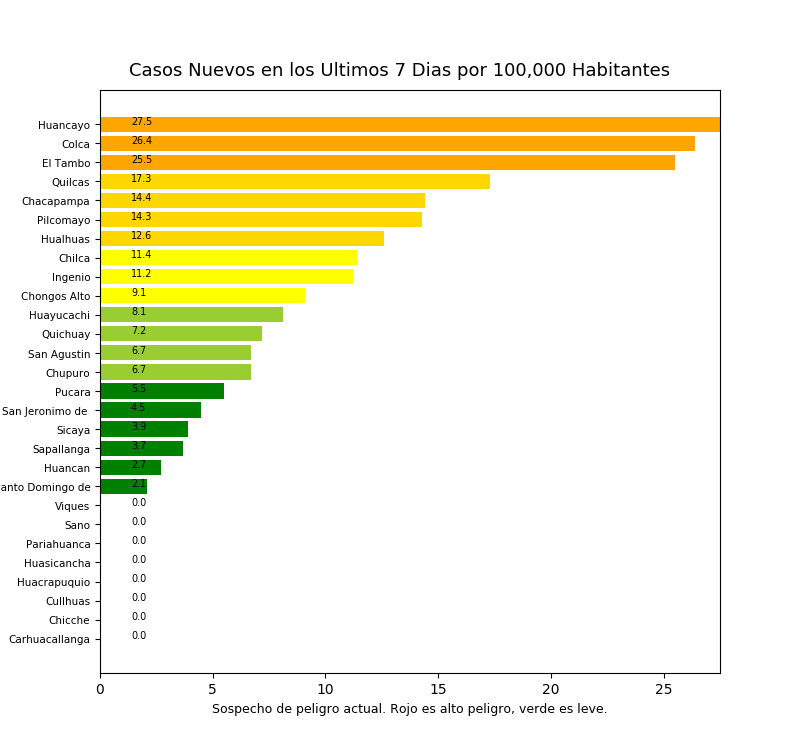 Casos Nuevos en los Ultimos 7 Dias por 100,000 Habitantes
Huancayo 27.5
Colca 26.4
El Tambo 25.5
Quilcas 17.3
Chacapampa 14.4
Pilcomayo 14.3
Hualhuas 12.6
Chilca 11.4
Ingenio 11.2
Chongos Alto 9.1
Huayucachi 8.1
Quichuay 7.2
San Agustin 6.7
Chupuro 6.7
Pucara 5.5
San Jeronimo de 4.5
Sicaya 3.9
Sapallanga 3.7
Huancan 2.7
anto Domingo de 2.1
Viques 0.0
Sano 0.0
Pariahuanca 0.0
Huasicancha 0.0
Huacrapuquio 0.0
Cullhuas 0.0
Chicche 0.0
Carhuacallanga 0.0
0 5 10 15 20 25
Sospecho de peligro actual. Rojo es alto peligro, verde es leve.